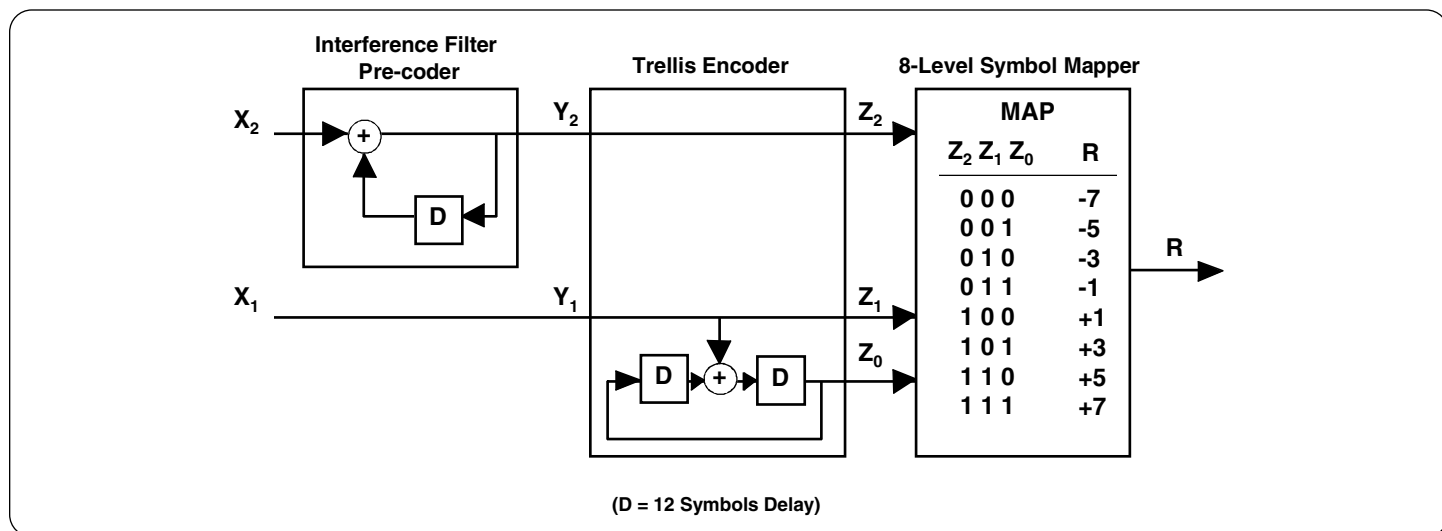 Interference Filter
Pre-coder
Trellis Encoder
8-Level Symbol Mapper
X₂
Y₂
Z₂
MAP
Z₂ Z₁ Z₀ R
+
D
0 0 0 -7
0 0 1 -5
0 1 0 -3
0 1 1 -1
1 0 0 +1
1 0 1 +3
1 1 0 +5
1 1 1 +7
R
X₁
Y₁
Z₁
Z₀
D
+
D
(D = 12 Symbols Delay)